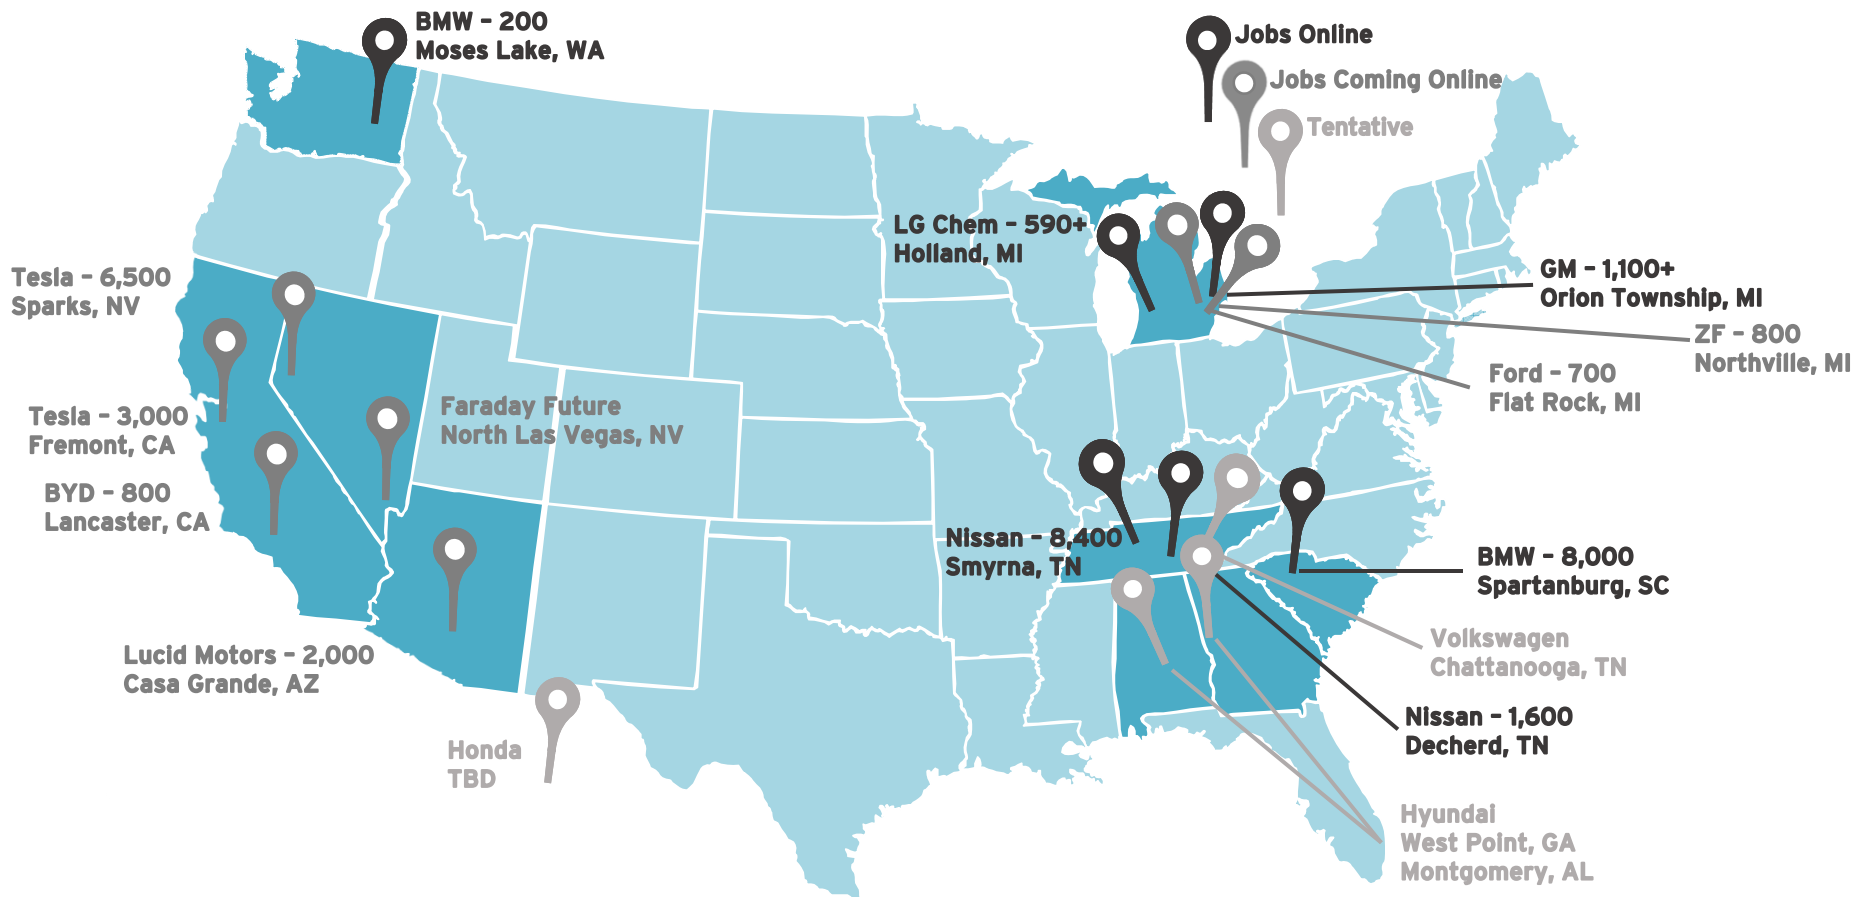 BMW – 200
Moses Lake, WA
Jobs Online
Jobs Coming Online
Tentative
LG Chem – 590+
Holland, MI
GM – 1,100+
Orion Township, MI
Tesla – 6,500
Sparks, NV
ZF – 800
Northville, MI
Ford – 700
Flat Rock, MI
Tesla – 3,000
Fremont, CA
Faraday Future
North Las Vegas, NV
BYD – 800
Lancaster, CA
Nissan – 8,400
Smyrna, TN
BMW – 8,000
Spartanburg, SC
Volkswagen
Chattanooga, TN
Lucid Motors – 2,000
Casa Grande, AZ
Nissan – 1,600
Decherd, TN
Honda
TBD
Hyundai
West Point, GA
Montgomery, AL